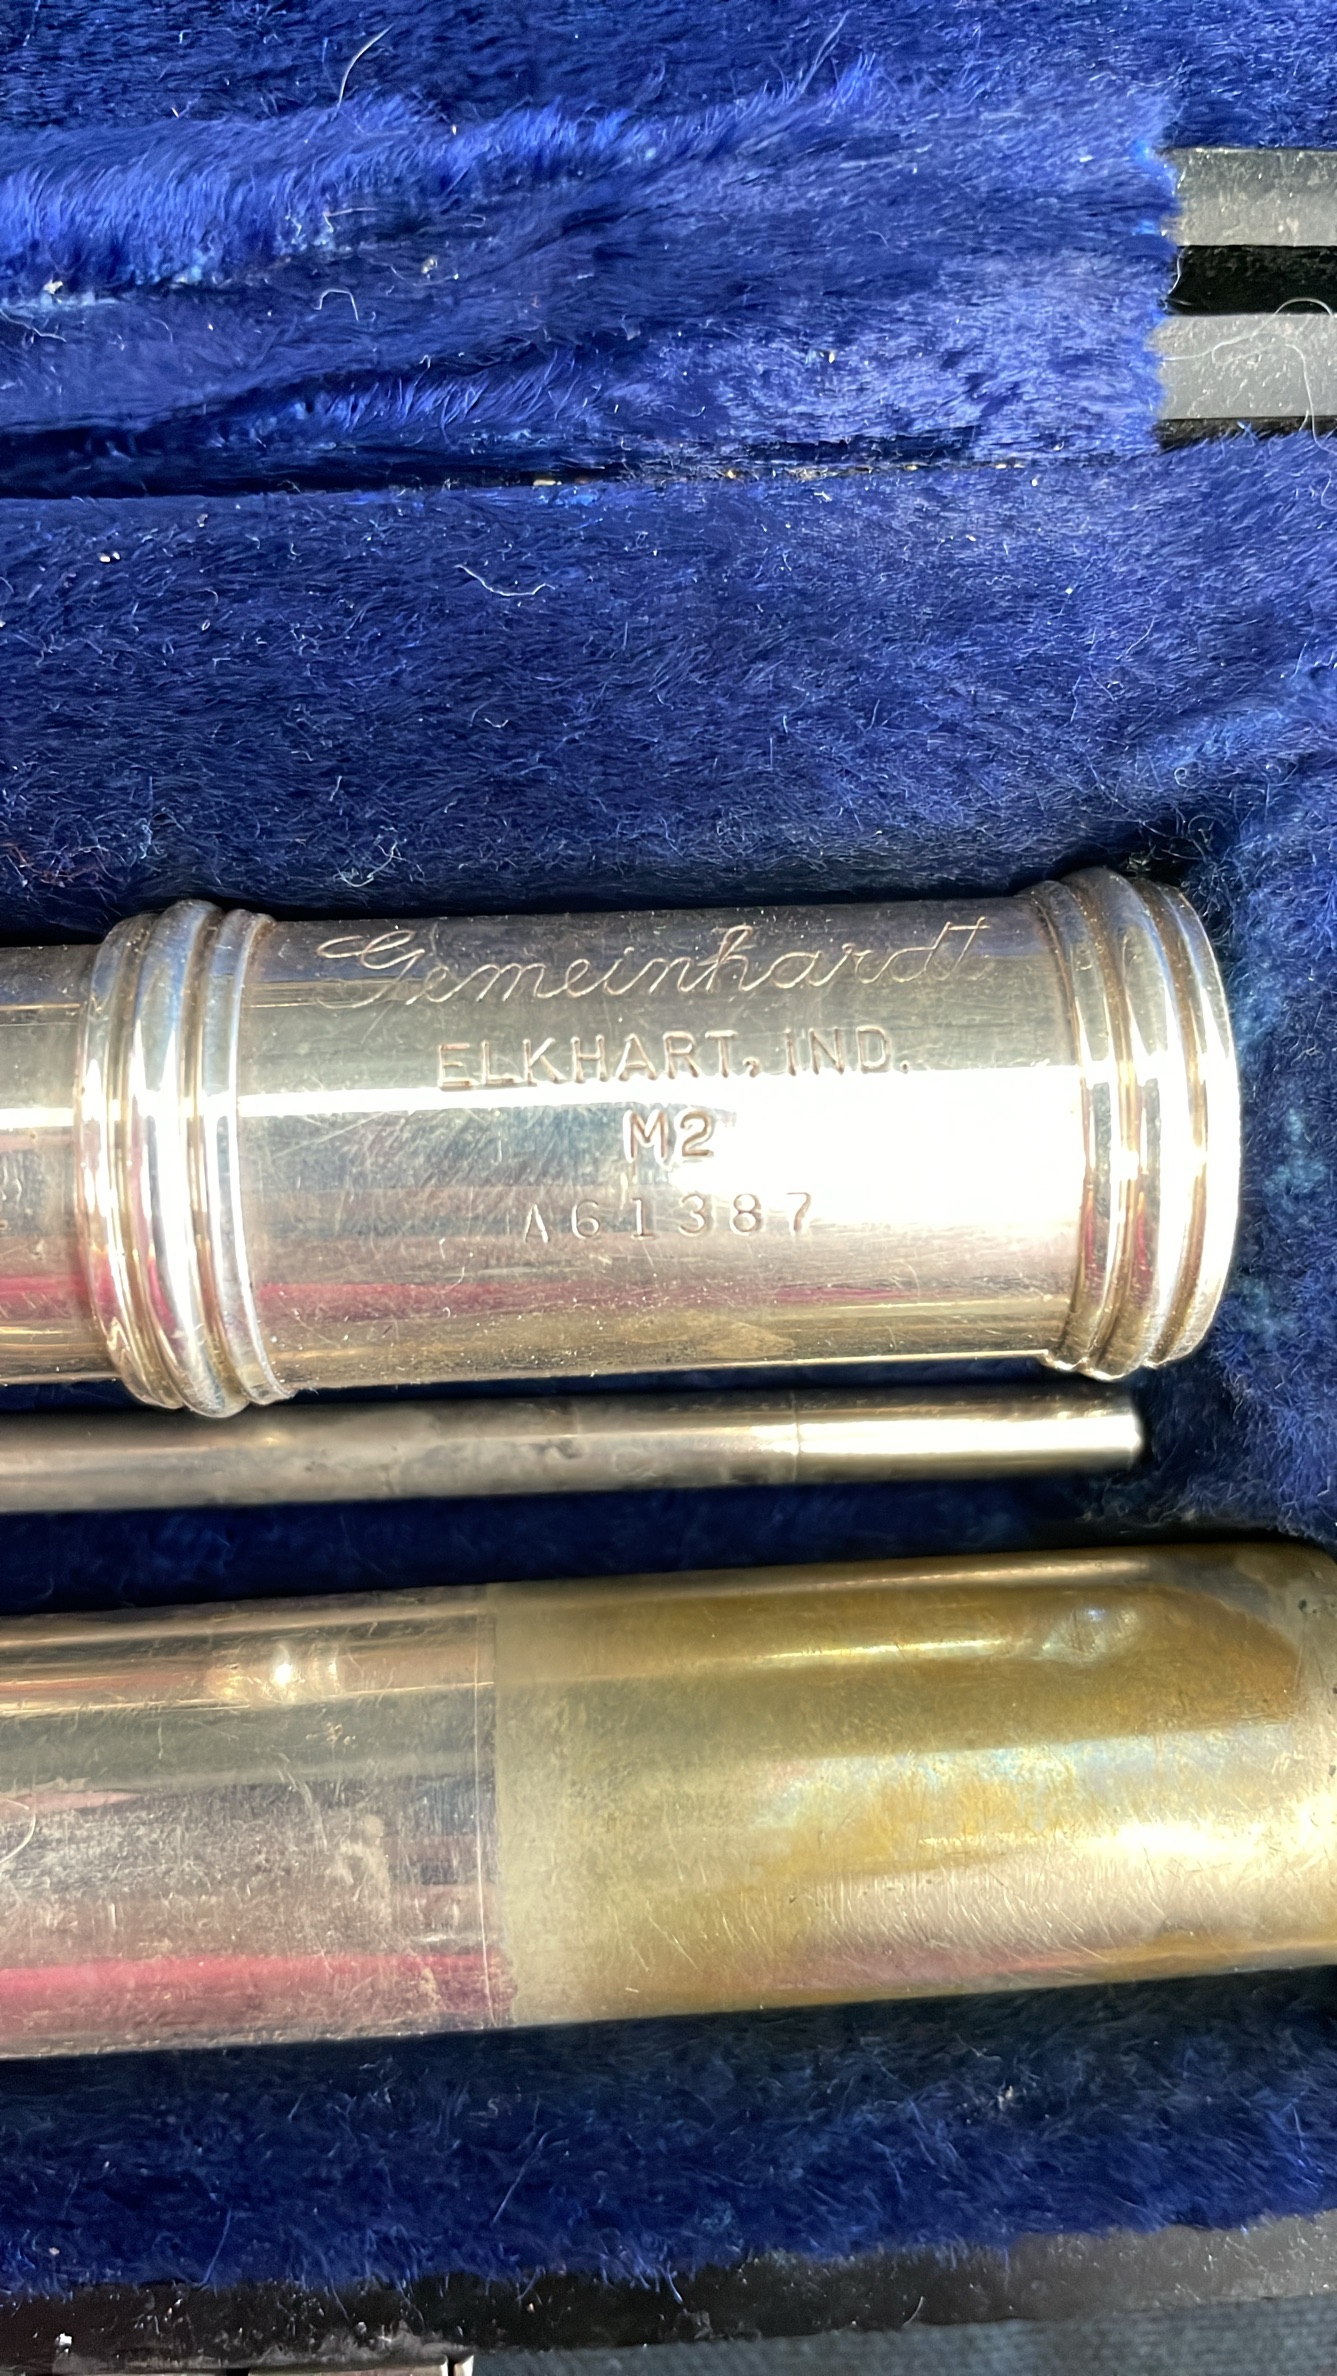 Gemeinhardt
ELKHART, IND.
M2
A61387